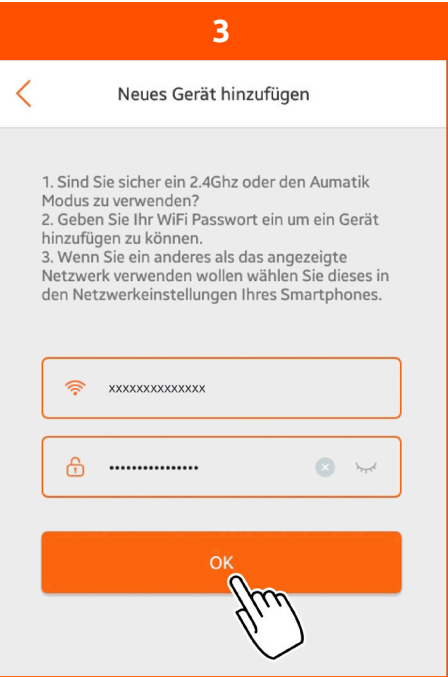 3
Neues Gerät hinzufügen
1. Sind Sie sicher ein 2.4Ghz oder den Aumatik
Modus zu verwenden?
2. Geben Sie Ihr WiFi Passwort ein um ein Gerät
hinzufügen zu können.
3. Wenn Sie ein anderes als das angezeigte
Netzwerk verwenden wollen wählen Sie dieses in
den Netzwerkeinstellungen Ihres Smartphones.
xxxxxxxxxxxxxx
••••••••••••••••
OK